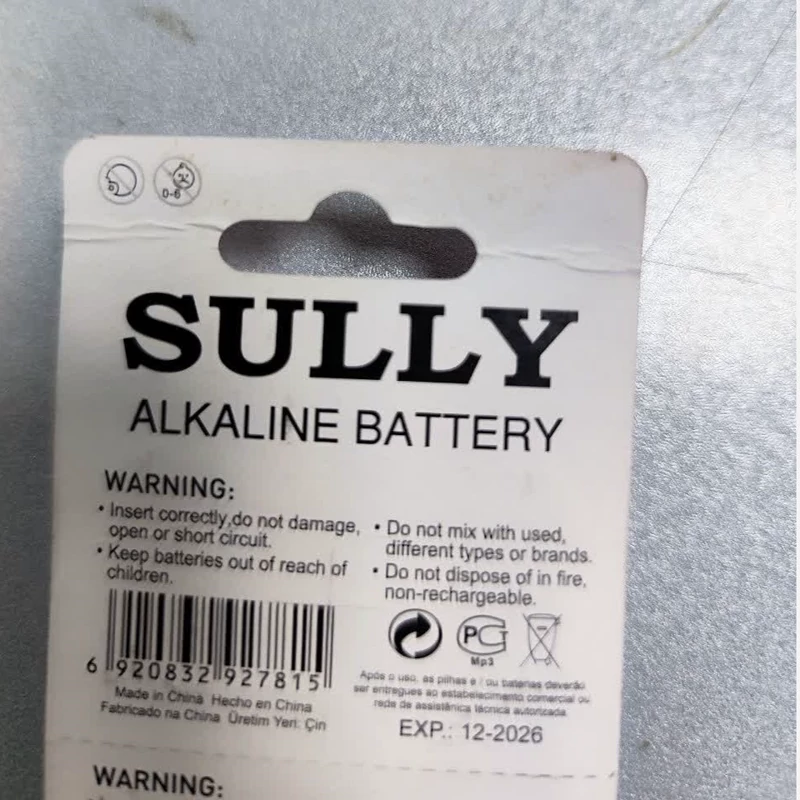 0-6
SULLY
ALKALINE BATTERY
WARNING:
• Insert correctly,do not damage,
open or short circuit.
• Keep batteries out of reach of
children.
• Do not mix with used,
different types or brands.
• Do not dispose of in fire,
non-rechargeable.
6 920832 927815
Made in China Hecho en China
Fabricado na China Üretim Yeri: Çin
PG
Mp3
Após o uso, as pilhas e / ou baterias deverão
ser entregues ao estabelecimento comercial ou
rede de assistência técnica autorizada.
EXP.: 12-2026
WARNING: